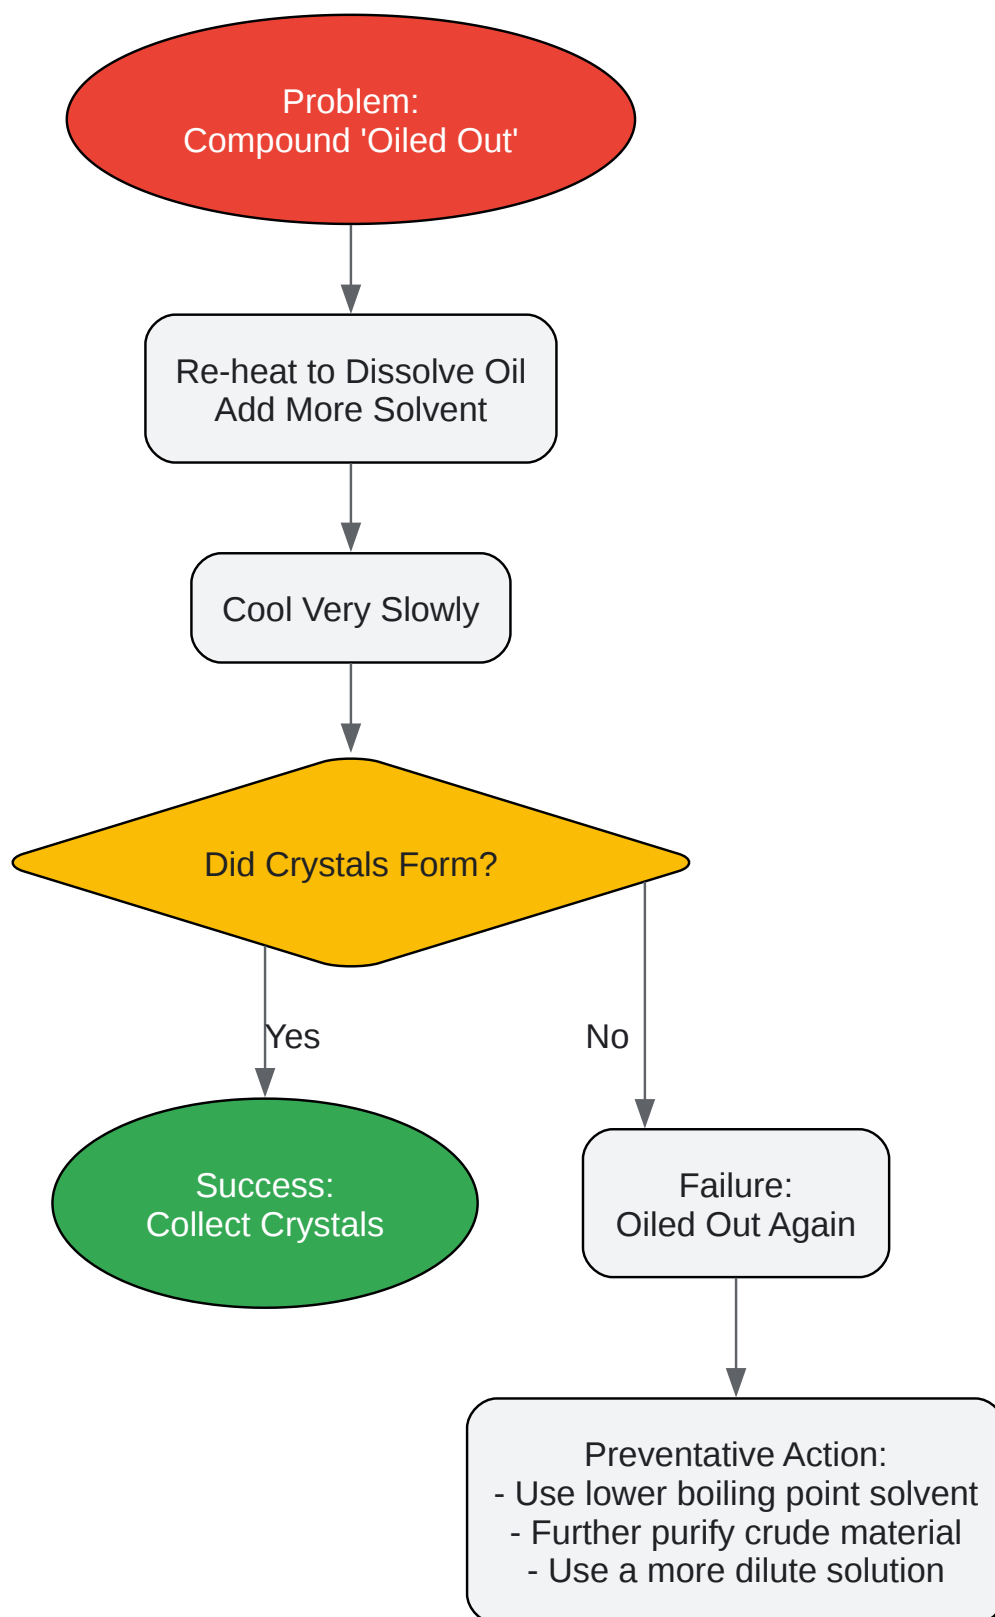 Problem:
Compound 'Oiled Out'
Re-heat to Dissolve Oil
Add More Solvent
Cool Very Slowly
Did Crystals Form?
Yes
No
Success:
Collect Crystals
Failure:
Oiled Out Again
Preventative Action:
- Use lower boiling point solvent
- Further purify crude material
- Use a more dilute solution